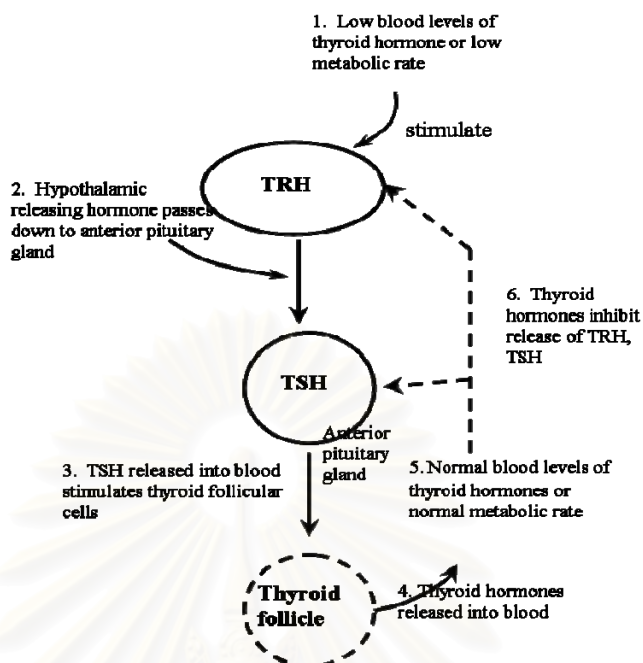 1. Low blood levels of
thyroid hormone or low
metabolic rate
stimulate
TRH
2. Hypothalamic
releasing hormone passes
down to anterior pituitary
gland
6. Thyroid
hormones inhibit
release of TRH,
TSH
TSH
Anterior
pituitary
gland
3. TSH released into blood
stimulates thyroid follicular
cells
5. Normal blood levels of
thyroid hormones or
normal metabolic rate
Thyroid
follicle
4. Thyroid hormones
released into blood